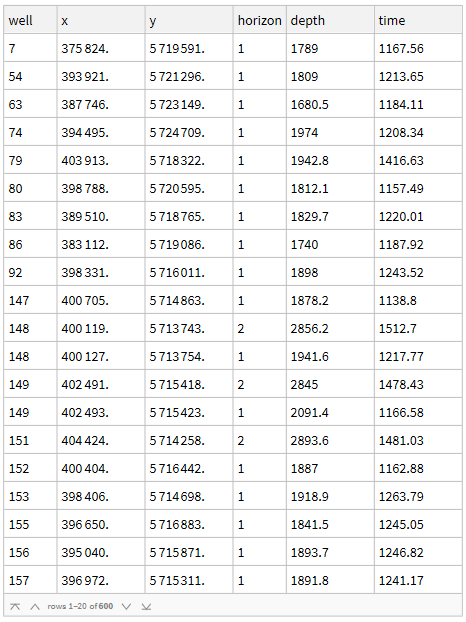 well x y horizon depth time
7 375 824. 5 719 591. 1 1789 1167.56
54 393 921. 5 721 296. 1 1809 1213.65
63 387 746. 5 723 149. 1 1680.5 1184.11
74 394 495. 5 724 709. 1 1974 1208.34
79 403 913. 5 718 322. 1 1942.8 1416.63
80 398 788. 5 720 595. 1 1812.1 1157.49
83 389 510. 5 718 765. 1 1829.7 1220.01
86 383 112. 5 719 086. 1 1740 1187.92
92 398 331. 5 716 011. 1 1898 1243.52
147 400 705. 5 714 863. 1 1878.2 1138.8
148 400 119. 5 713 743. 2 2856.2 1512.7
148 400 127. 5 713 754. 1 1941.6 1217.77
149 402 491. 5 715 418. 2 2845 1478.43
149 402 493. 5 715 423. 1 2091.4 1166.58
151 404 424. 5 714 258. 2 2893.6 1481.03
152 400 404. 5 716 442. 1 1887 1162.88
153 398 406. 5 714 698. 1 1918.9 1263.79
155 396 650. 5 716 883. 1 1841.5 1245.05
156 395 040. 5 715 871. 1 1893.7 1246.82
157 396 972. 5 715 311. 1 1891.8 1241.17
rows 1–20 of 600